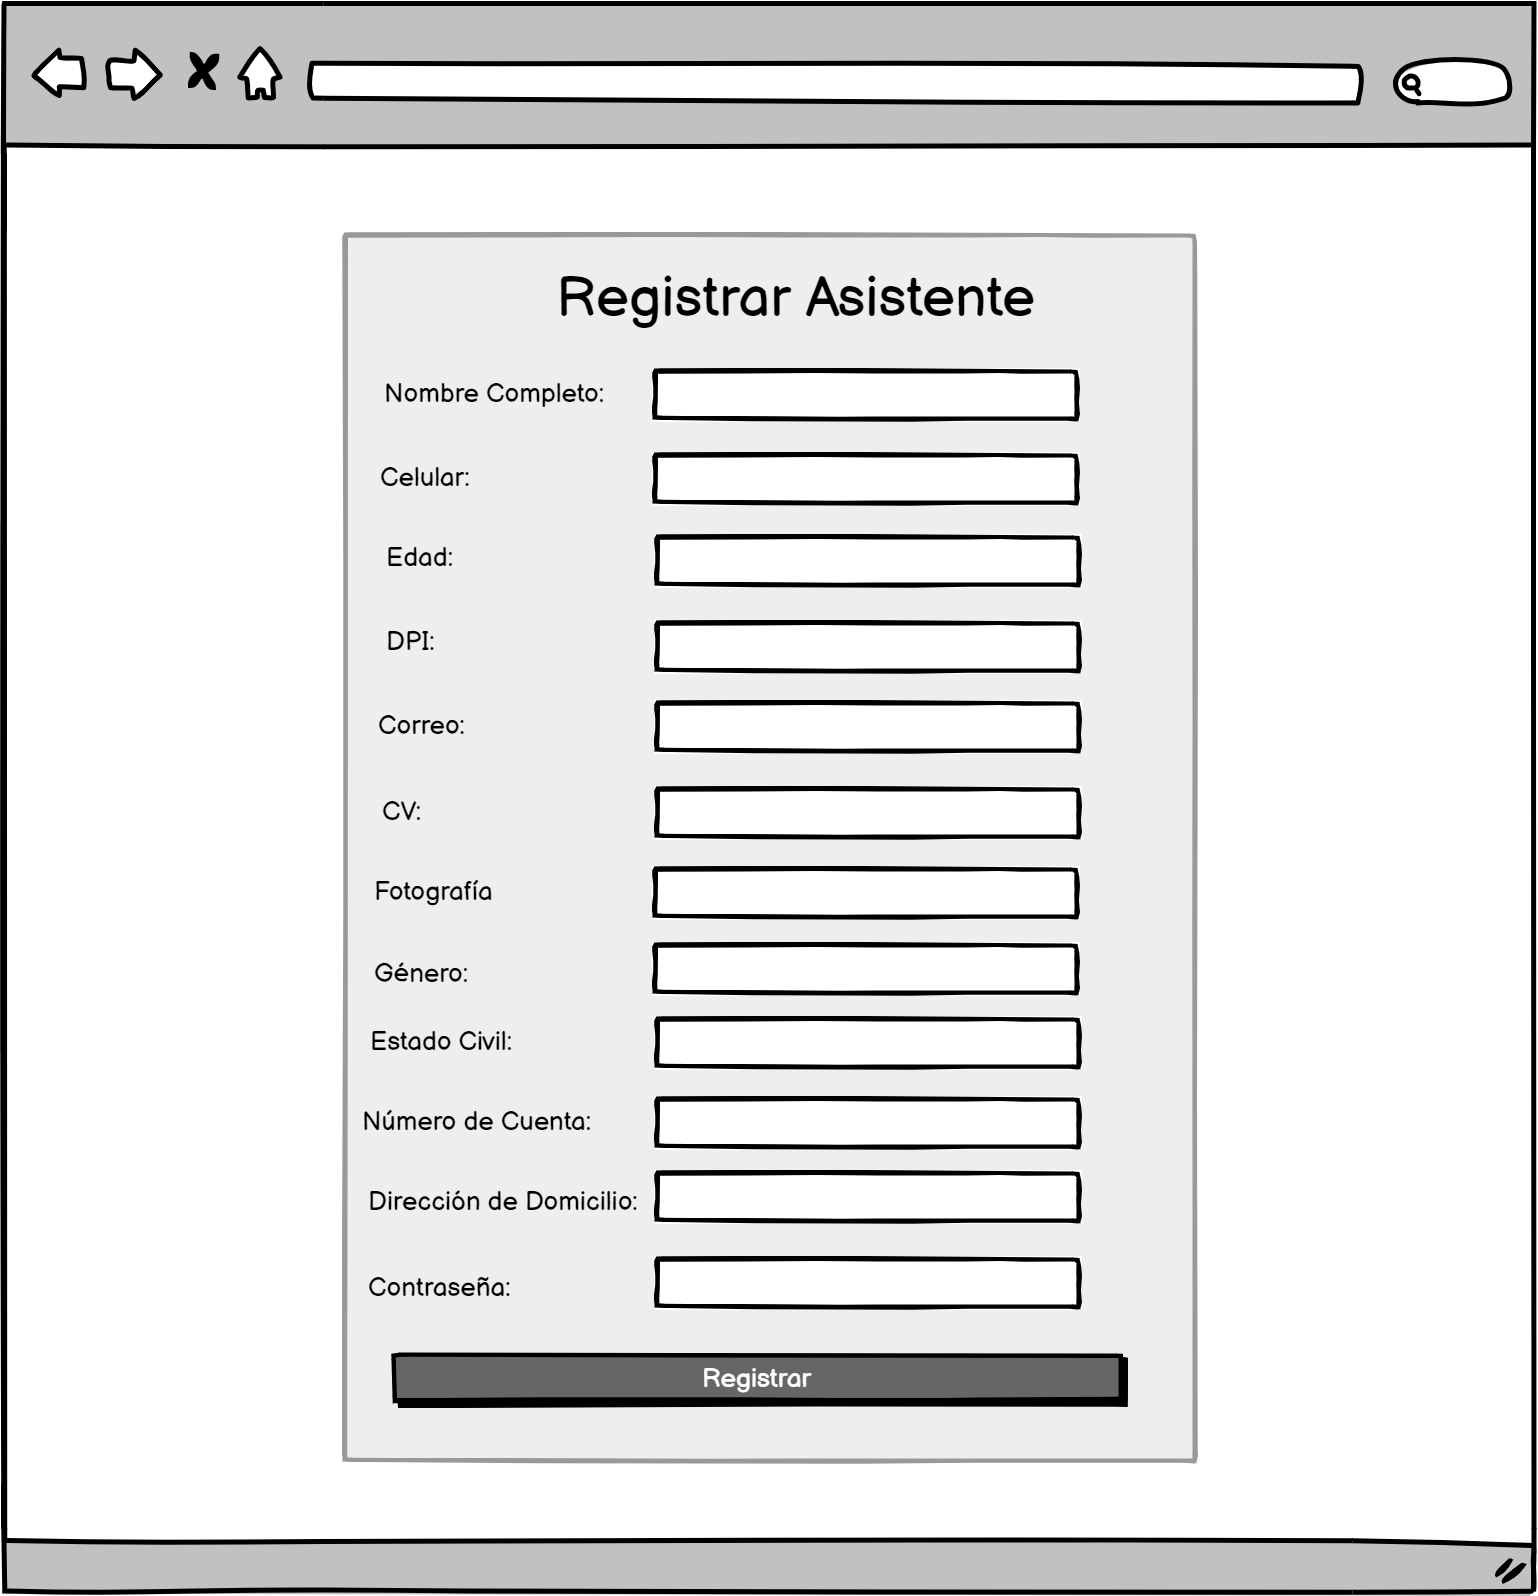 Registrar Asistente
Nombre Completo:
Celular:
Edad:
DPI:
Correo:
CV:
Fotografía
Género:
Estado Civil:
Número de Cuenta:
Dirección de Domicilio:
Contraseña:
Registrar